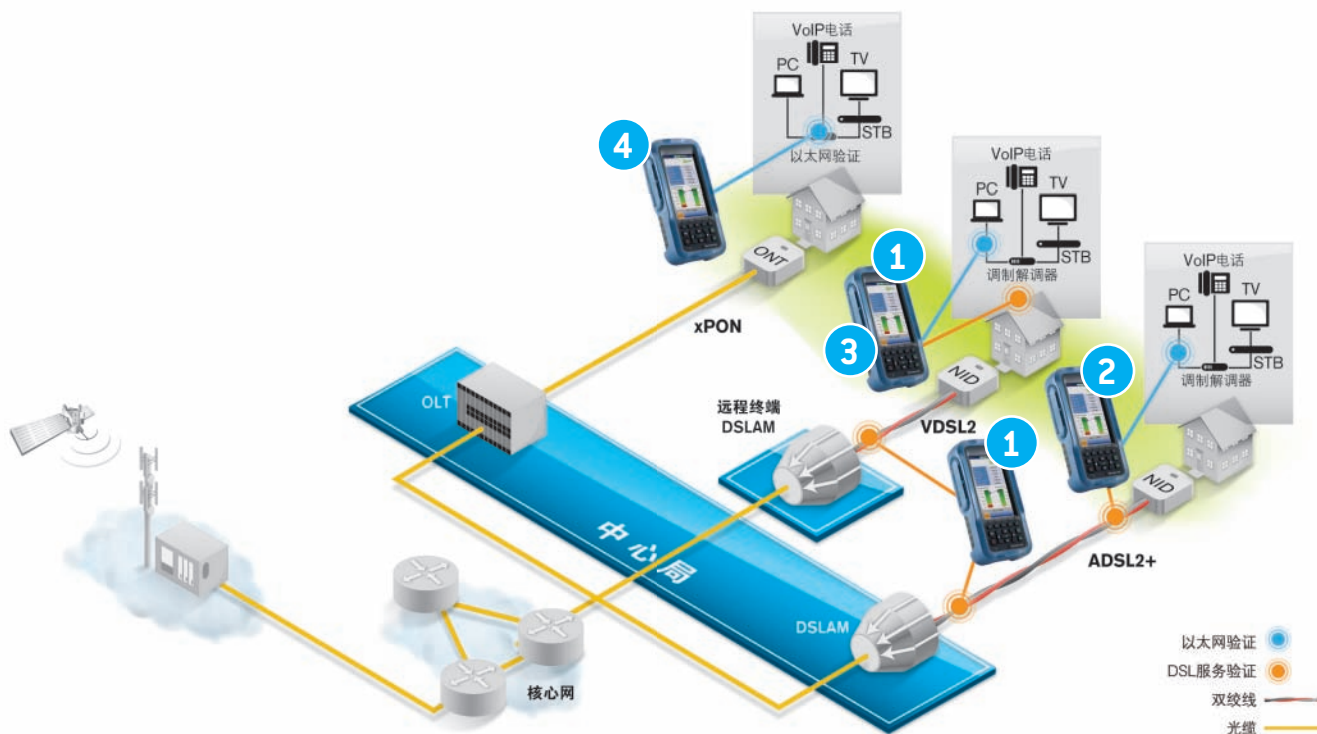 VoIP电话
PC
TV
STB
以太网验证
4
ONT
xPON
VoIP电话
PC
TV
STB
调制解调器
1
3
NID
VDSL2
VoIP电话
PC
TV
STB
调制解调器
2
1
NID
ADSL2+
OLT
远程终端
DSLAM
中心局
DSLAM
核心网
以太网验证
DSL服务验证
双绞线
光缆